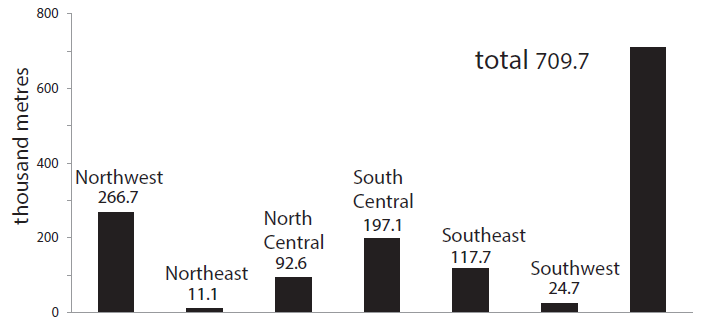 800
600
400
200
0
thousand metres
Northwest
266.7
Northeast
11.1
North
Central
92.6
South
Central
197.1
Southeast
117.7
Southwest
24.7
total 709.7